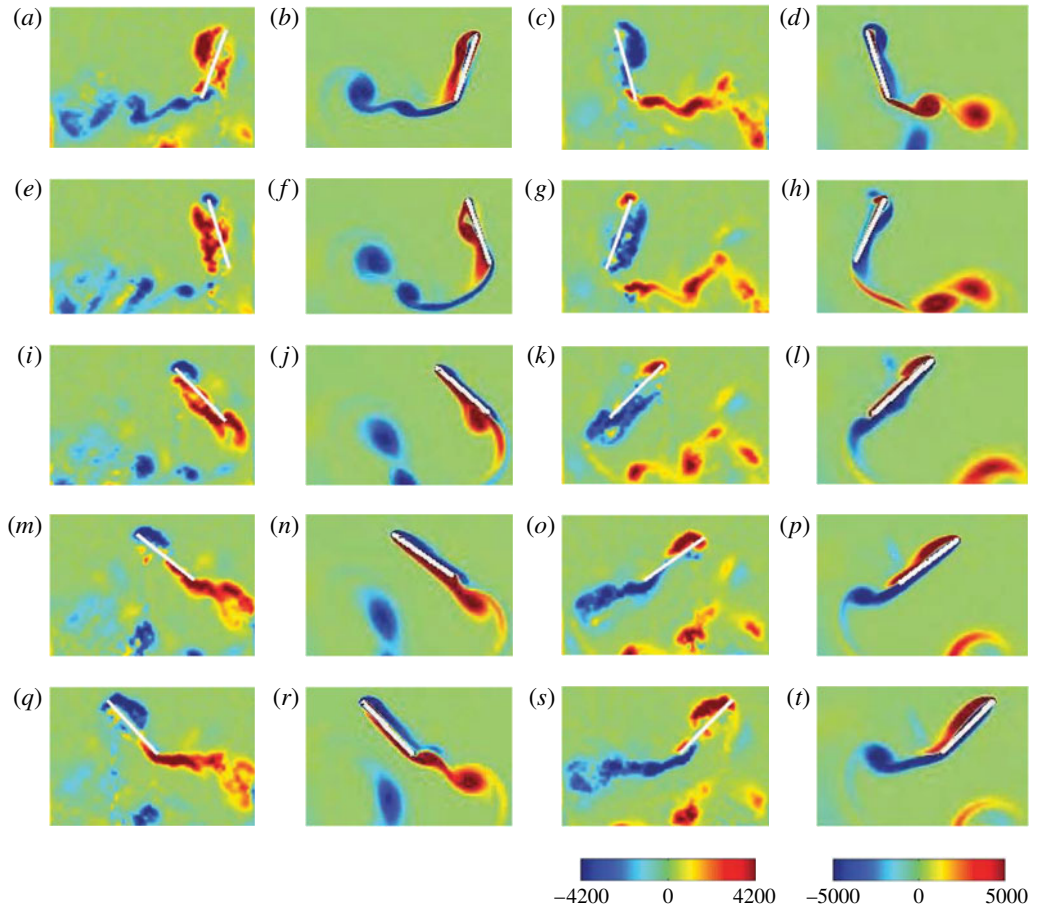 (a) (b) (c) (d)
(e) (f) (g) (h)
(i) (j) (k) (l)
(m) (n) (o) (p)
(q) (r) (s) (t)
−4200 0 4200 −5000 0 5000